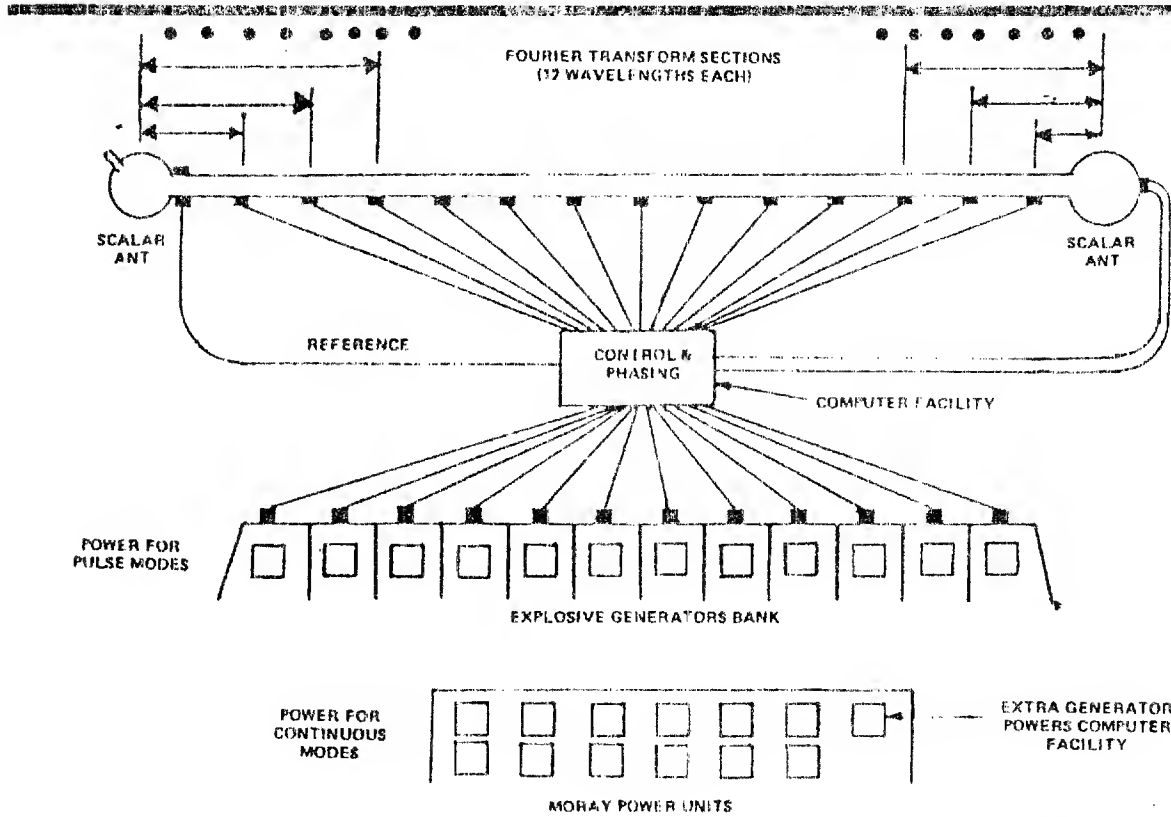 FOURIER TRANSFORM SECTIONS
(12 WAVELENGTHS EACH)
SCALAR
ANT
SCALAR
ANT
REFERENCE
CONTROL &
PHASING
COMPUTER FACILITY
POWER FOR
PULSE MODES
EXPLOSIVE GENERATORS BANK
POWER FOR
CONTINUOUS
MODES
EXTRA GENERATOR
POWERS COMPUTER
FACILITY
MORAY POWER UNITS